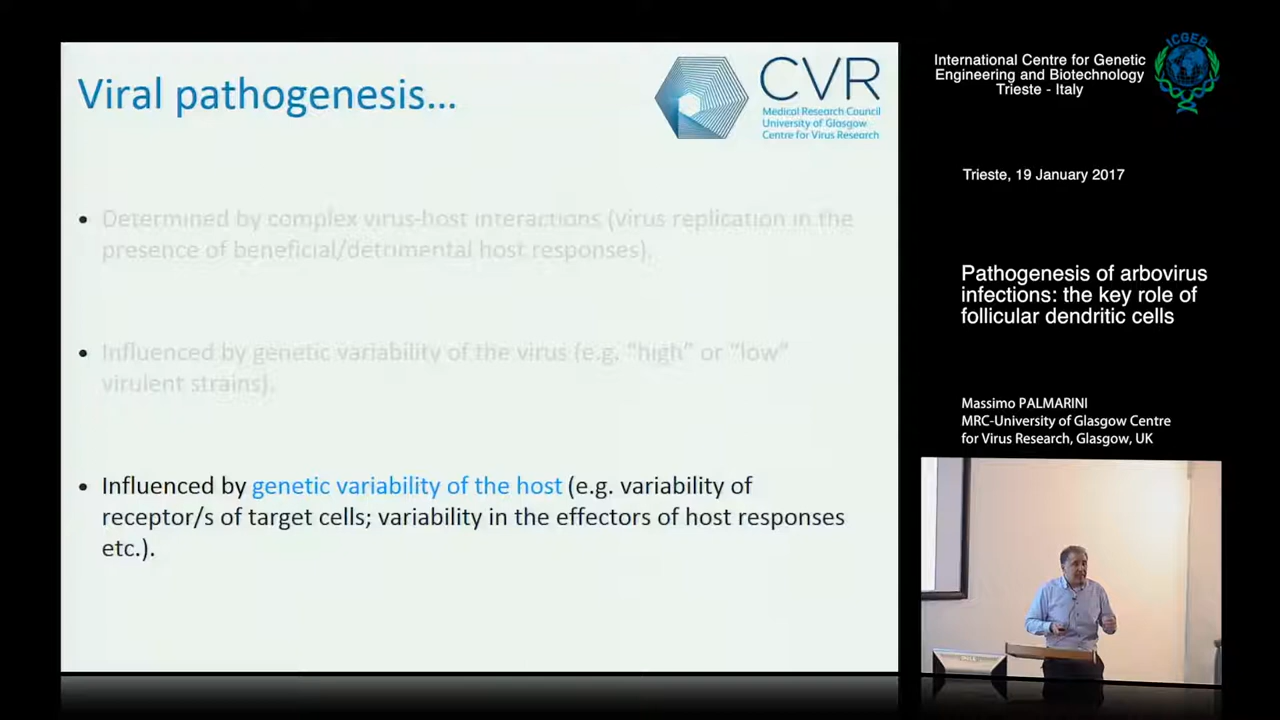 Viral pathogenesis...
CVR
Medical Research Council
University of Glasgow
Centre for Virus Research
• Determined by complex virus-host interactions (virus replication in the
presence of beneficial/detrimental host responses).
• Influenced by genetic variability of the virus (e.g. "high" or "low"
virulent strains).
• Influenced by genetic variability of the host (e.g. variability of
receptor/s of target cells; variability in the effectors of host responses
etc.).
International Centre for Genetic
Engineering and Biotechnology
Trieste - Italy
ICGEB
Trieste, 19 January 2017
Pathogenesis of arbovirus
infections: the key role of
follicular dendritic cells
Massimo PALMARINI
MRC-University of Glasgow Centre
for Virus Research, Glasgow, UK